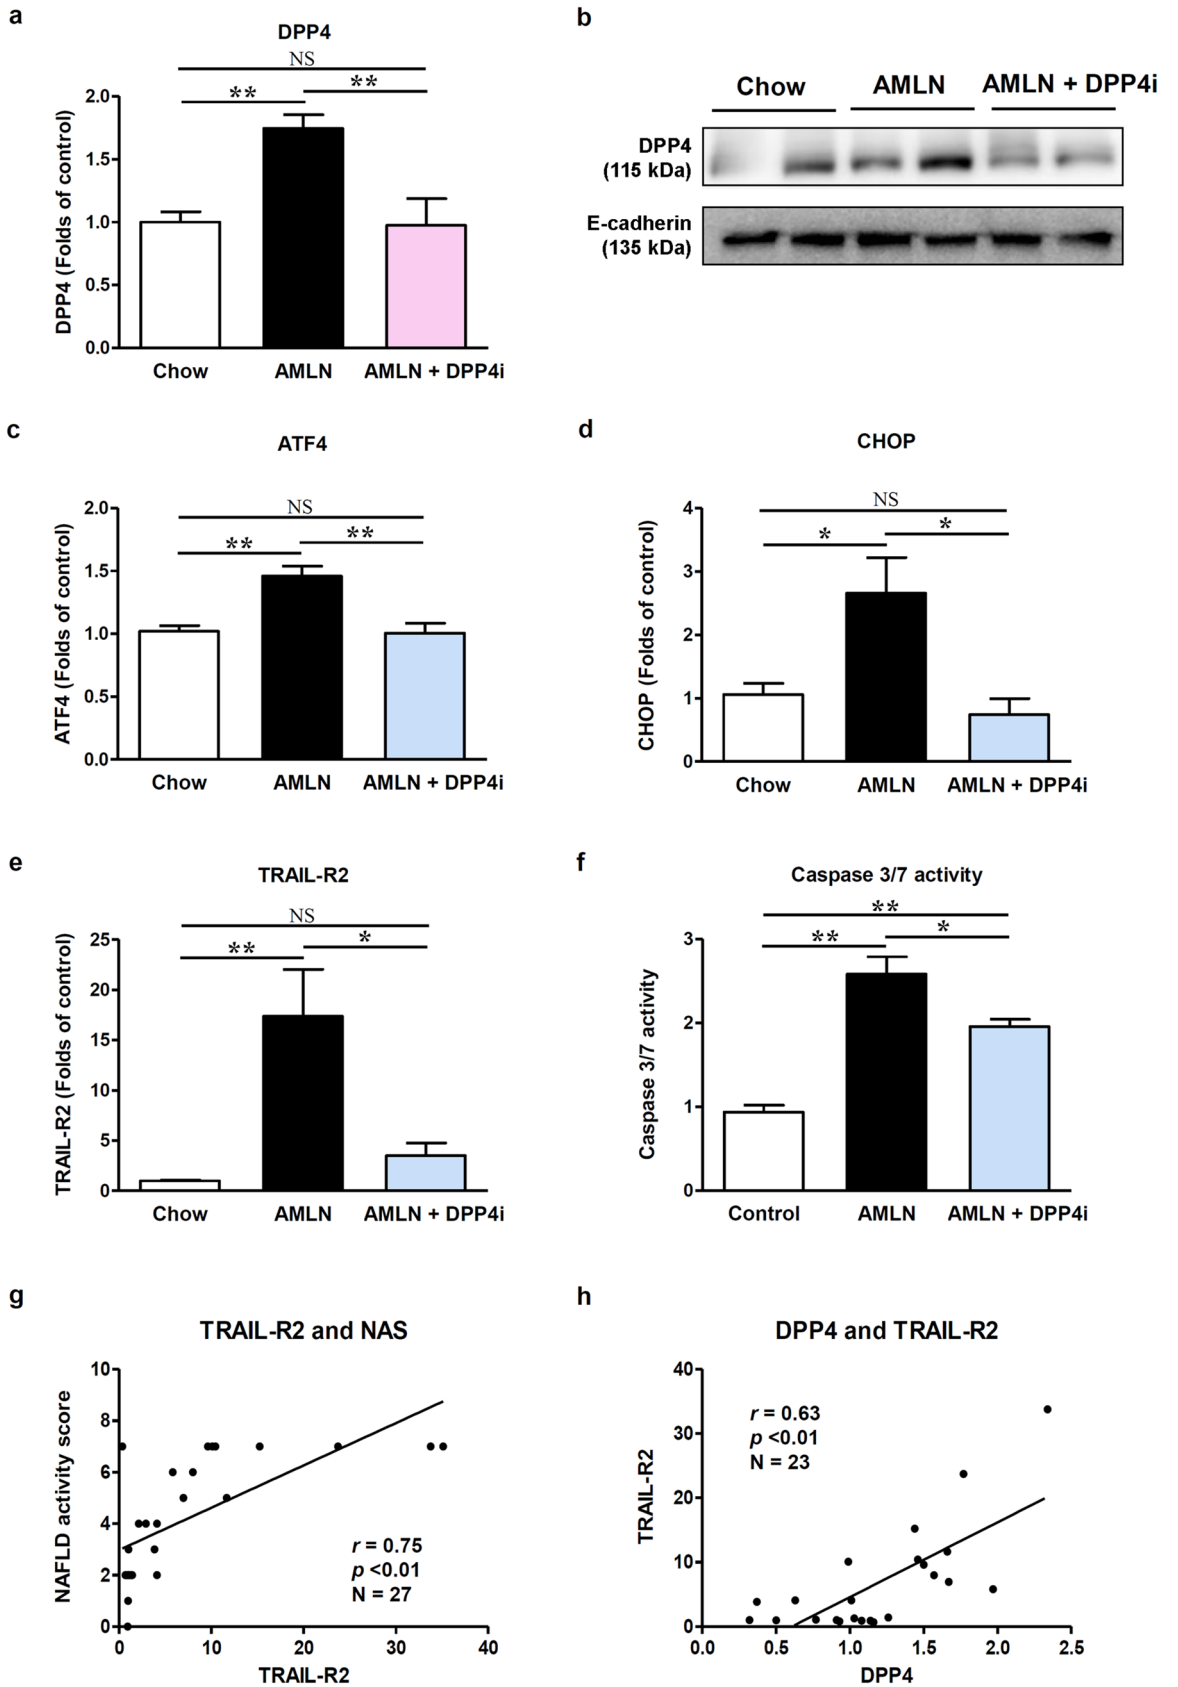 a
DPP4
NS
**
**
2.0
1.5
1.0
0.5
0.0
DPP4 (Folds of control)
Chow
AMLN
AMLN + DPP4i
b
Chow
AMLN
AMLN + DPP4i
DPP4
(115 kDa)
E-cadherin
(135 kDa)
c
ATF4
NS
**
**
2.0
1.5
1.0
0.5
0.0
ATF4 (Folds of control)
Chow
AMLN
AMLN + DPP4i
d
CHOP
NS
*
*
4
3
2
1
0
CHOP (Folds of control)
Chow
AMLN
AMLN + DPP4i
e
TRAIL-R2
NS
**
*
25
20
15
10
5
0
TRAIL-R2 (Folds of control)
Chow
AMLN
AMLN + DPP4i
f
Caspase 3/7 activity
**
**
*
3
2
1
0
Caspase 3/7 activity
Control
AMLN
AMLN + DPP4i
g
TRAIL-R2 and NAS
10
8
6
4
2
0
NAFLD activity score
r = 0.75
p <0.01
N = 27
0 10 20 30 40
TRAIL-R2
h
DPP4 and TRAIL-R2
40
30
20
10
0
TRAIL-R2
r = 0.63
p <0.01
N = 23
0.0 0.5 1.0 1.5 2.0 2.5
DPP4